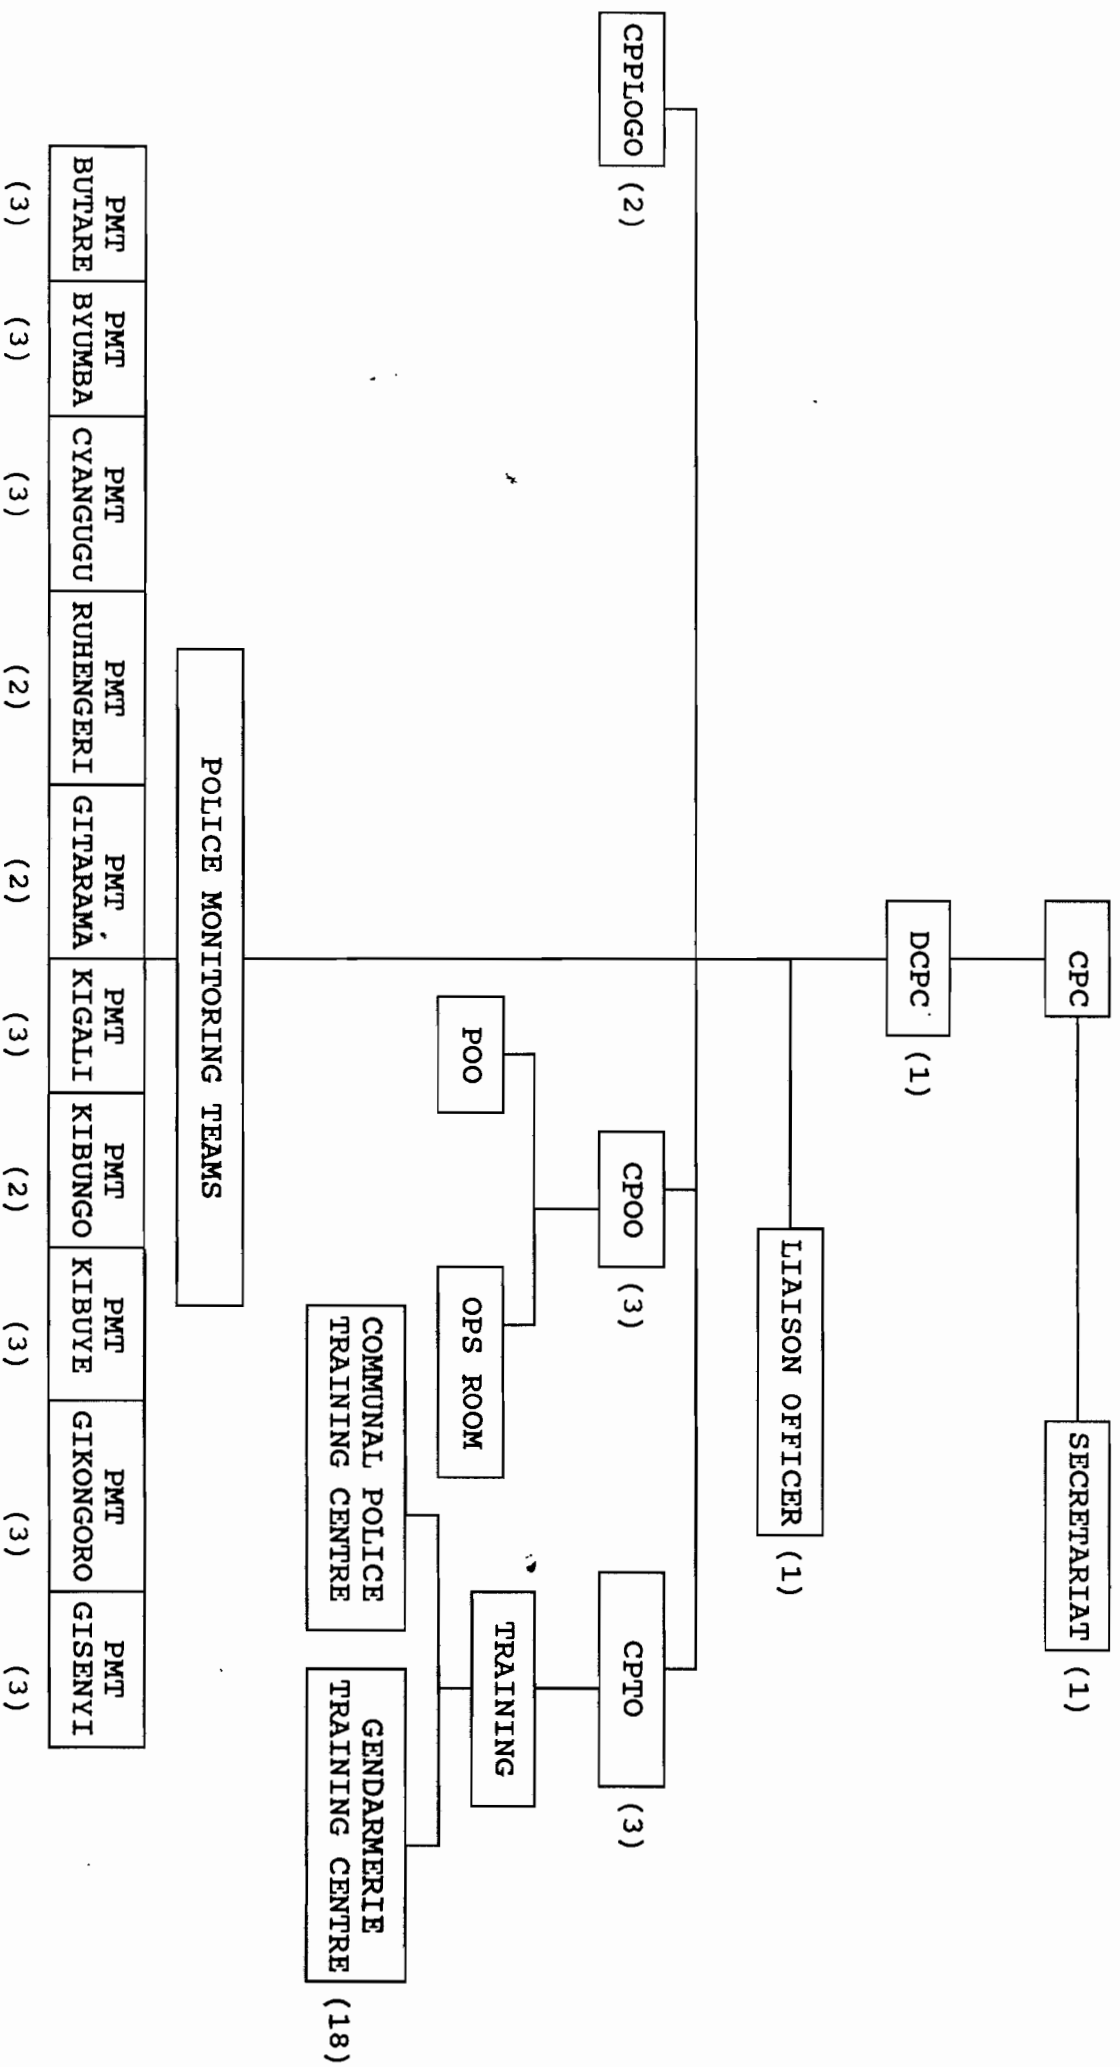 CPC
SECRETARIAT (1)
DCPC (1)
LIAISON OFFICER (1)
CPPLOGO (2)
CPOO (3)
CPTO (3)
POO
OPS ROOM
TRAINING
COMMUNAL POLICE
TRAINING CENTRE
GENDARMERIE
TRAINING CENTRE (18)
POLICE MONITORING TEAMS
PMT
BUTARE
(3)
PMT
BYUMBA
(3)
PMT
CYANGUGU
(3)
PMT
RUHENGERI
(2)
PMT
GITARAMA
(2)
PMT
KIGALI
(3)
PMT
KIBUNGO
(2)
PMT
KIBUYE
(3)
PMT
GIKONGORO
(3)
PMT
GISENYI
(3)